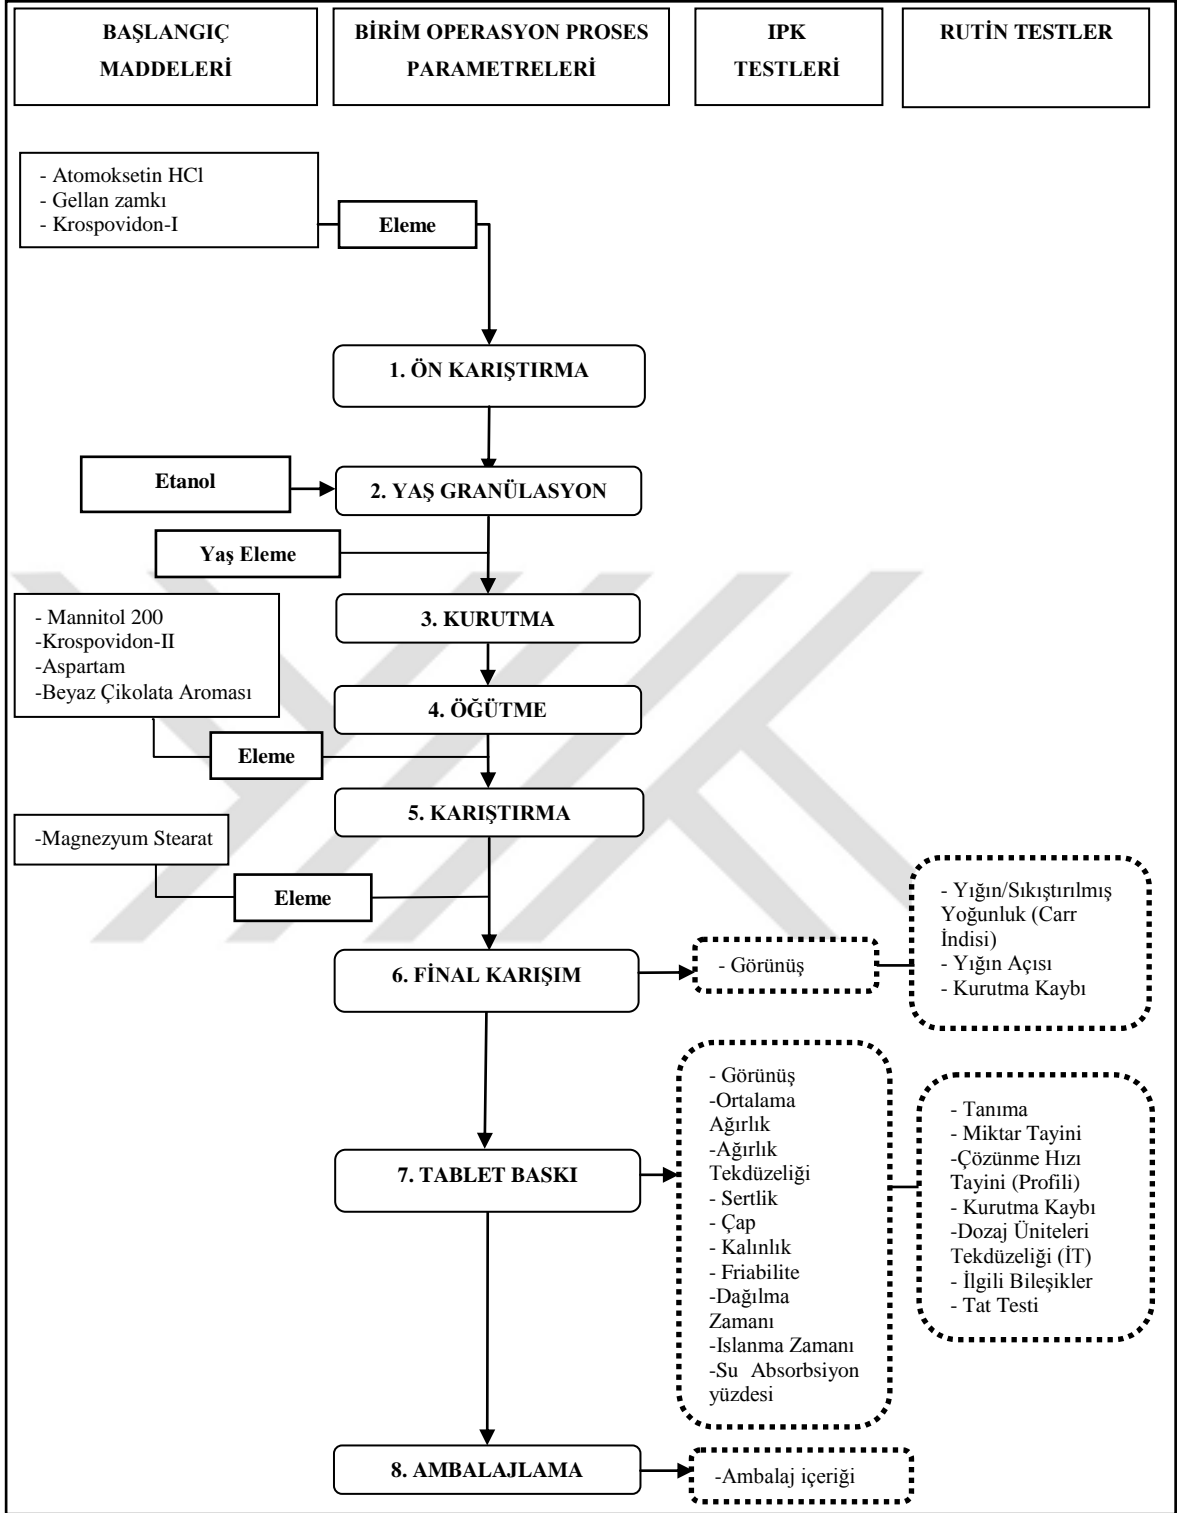 BAŞLANGIÇ
MADDELERİ
BİRİM OPERASYON PROSES
PARAMETRELERİ
IPK
TESTLERİ
RUTİN TESTLER
- Atomoksetin HCl
- Gellan zamkı
- Krospovidon-I
Eleme
1. ÖN KARIŞTIRMA
Etanol
2. YAŞ GRANÜLASYON
Yaş Eleme
3. KURUTMA
- Mannitol 200
-Krospovidon-II
-Aspartam
-Beyaz Çikolata Aroması
4. ÖĞÜTME
Eleme
5. KARIŞTIRMA
-Magnezyum Stearat
Eleme
6. FİNAL KARIŞIM
- Görünüş
- Yığın/Sıkıştırılmış
Yoğunluk (Carr
İndisi)
- Yığın Açısı
- Kurutma Kaybı
7. TABLET BASKI
- Görünüş
-Ortalama
Ağırlık
-Ağırlık
Tekdüzeliği
- Sertlik
- Çap
- Kalınlık
- Friabilite
-Dağılma
Zamanı
-Islanma Zamanı
-Su Absorbsiyon
yüzdesi
- Tanıma
- Miktar Tayini
-Çözünme Hızı
Tayini (Profili)
- Kurutma Kaybı
-Dozaj Üniteleri
Tekdüzeliği (İT)
- İlgili Bileşikler
- Tat Testi
8. AMBALAJLAMA
-Ambalaj içeriği